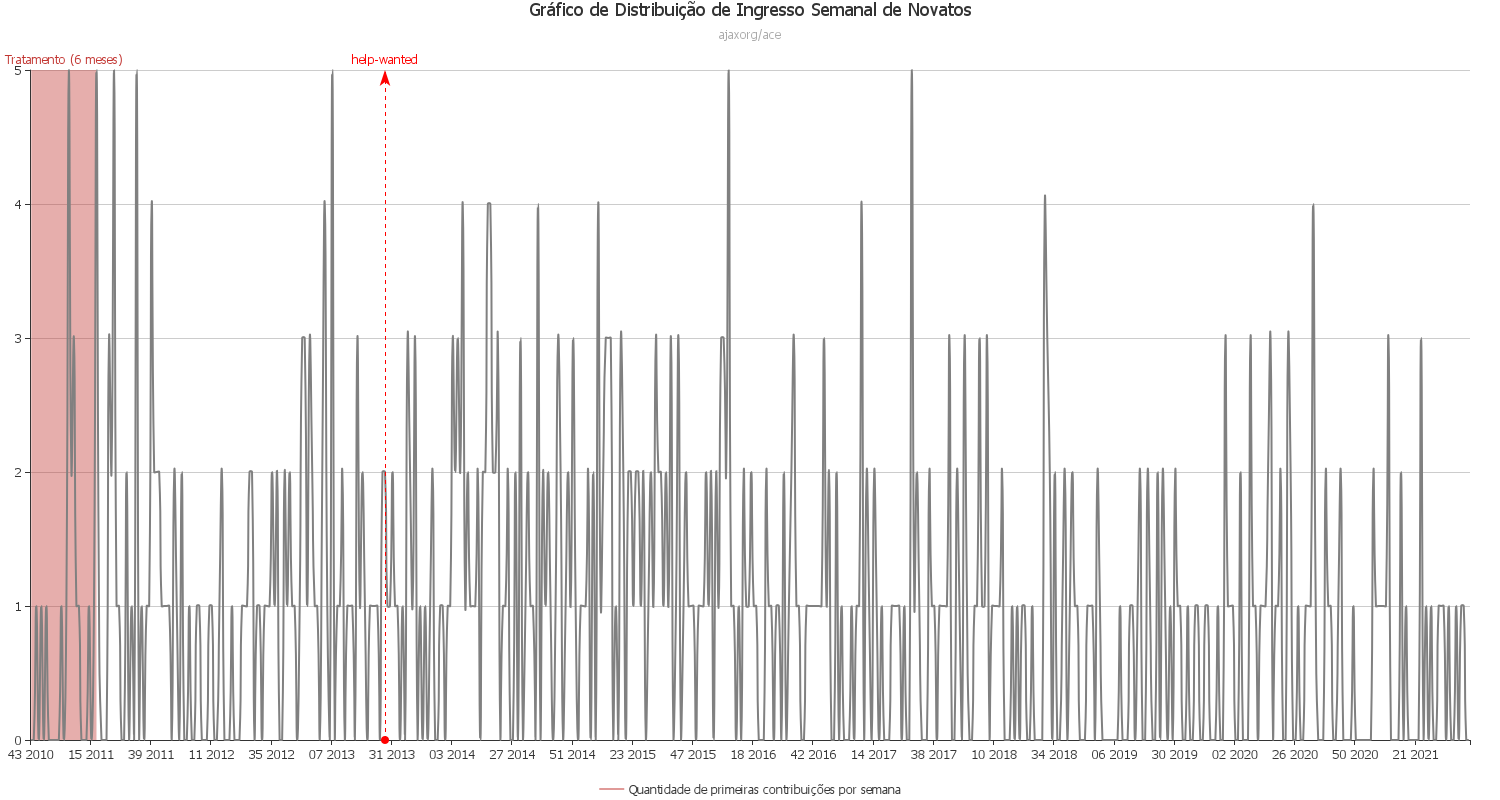 Gráfico de Distribuição de Ingresso Semanal de Novatos
ajaxorg/ace
Tratamento (6 meses)
help-wanted
5
4
3
2
1
0
43 2010 15 2011 39 2011 11 2012 35 2012 07 2013 31 2013 03 2014 27 2014 51 2014 23 2015 47 2015 18 2016 42 2016 14 2017 38 2017 10 2018 34 2018 06 2019 30 2019 02 2020 26 2020 50 2020 21 2021
Quantidade de primeiras contribuições por semana